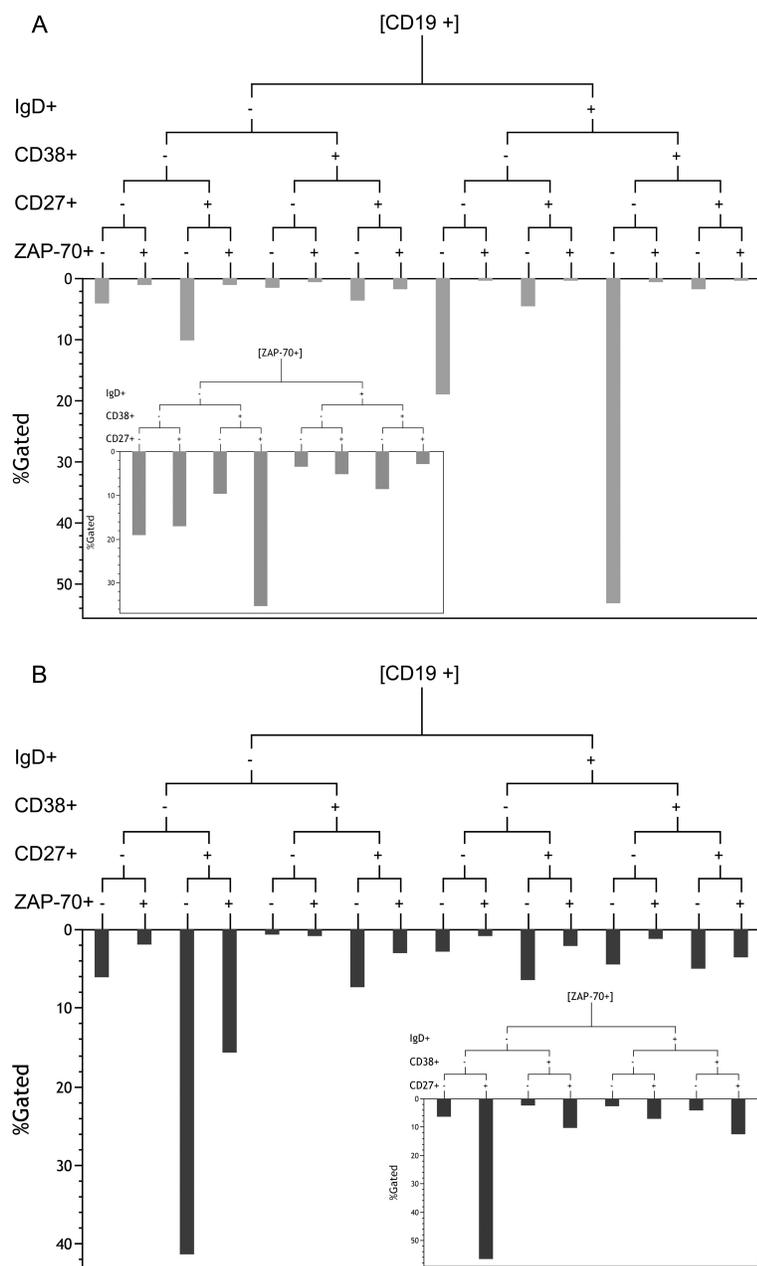 A
[CD19 +]
IgD+
- +
CD38+
- + - +
CD27+
- + - + - + - +
ZAP-70+
- + - + - + - + - + - + - + - +
0
10
20
30
40
50
%Gated
[ZAP-70+]
IgD+
- +
CD38+
- + - +
CD27+
- + - + - + - +
0
10
20
30
%Gated
B
[CD19 +]
IgD+
- +
CD38+
- + - +
CD27+
- + - + - + - +
ZAP-70+
- + - + - + - + - + - + - + - +
0
10
20
30
40
%Gated
[ZAP-70+]
IgD+
- +
CD38+
- + - +
CD27+
- + - + - + - +
0
10
20
30
40
50
%Gated